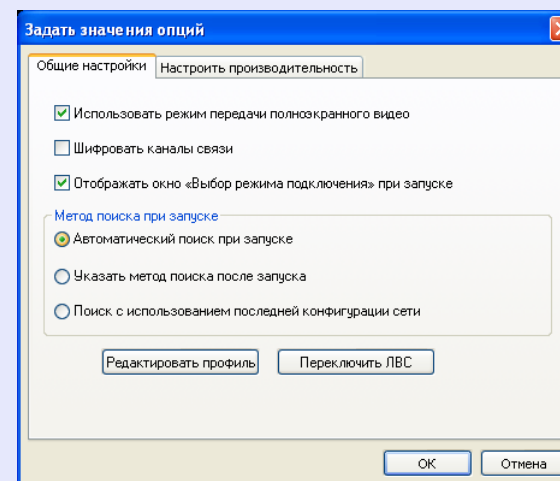 Задать значения опций
Общие настройки
Настроить производительность
Использовать режим передачи полноэкранного видео
Шифровать каналы связи
Отображать окно «Выбор режима подключения» при запуске
Метод поиска при запуске
Автоматический поиск при запуске
Указать метод поиска после запуска
Поиск с использованием последней конфигурации сети
Редактировать профиль
Переключить ЛВС
ОК
Отмена